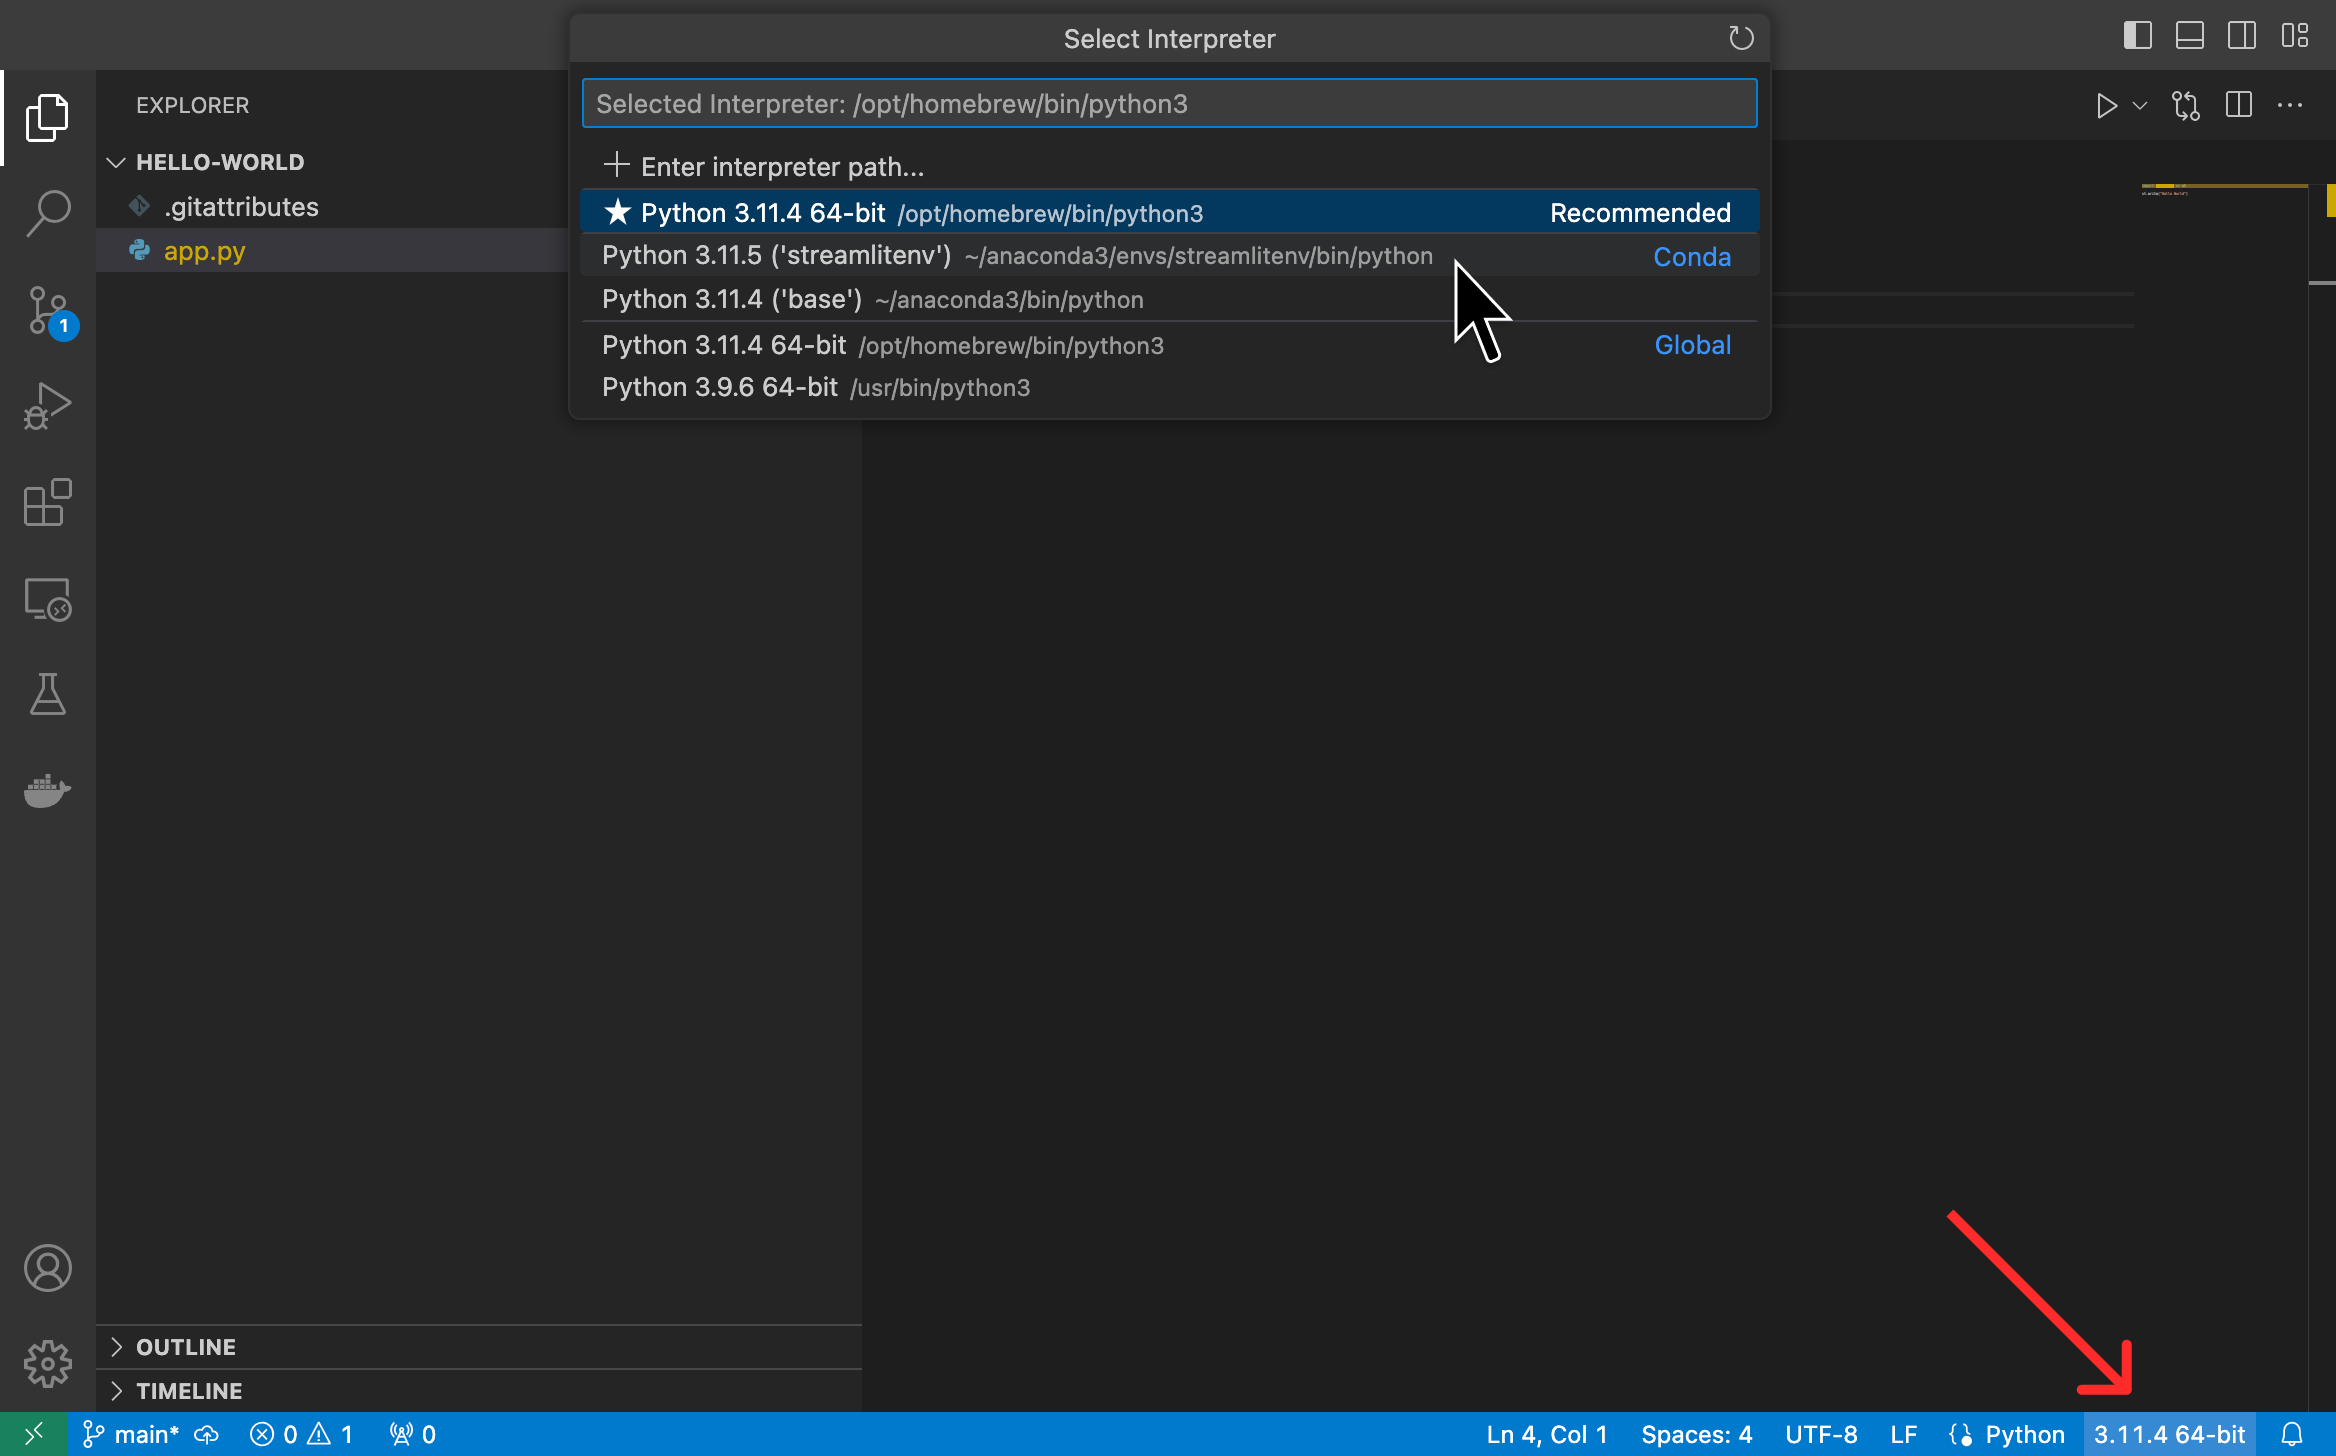 Select Interpreter
Selected Interpreter: /opt/homebrew/bin/python3
Enter interpreter path...
Python 3.11.4 64-bit /opt/homebrew/bin/python3 Recommended
Python 3.11.5 ('streamlitenv') ~/anaconda3/envs/streamlitenv/bin/python Conda
Python 3.11.4 ('base') ~/anaconda3/bin/python
Python 3.11.4 64-bit /opt/homebrew/bin/python3 Global
Python 3.9.6 64-bit /usr/bin/python3
EXPLORER
HELLO-WORLD
.gitattributes
app.py
1
OUTLINE
TIMELINE
main* 0 1 0 Ln 4, Col 1 Spaces: 4 UTF-8 LF Python 3.11.4 64-bit